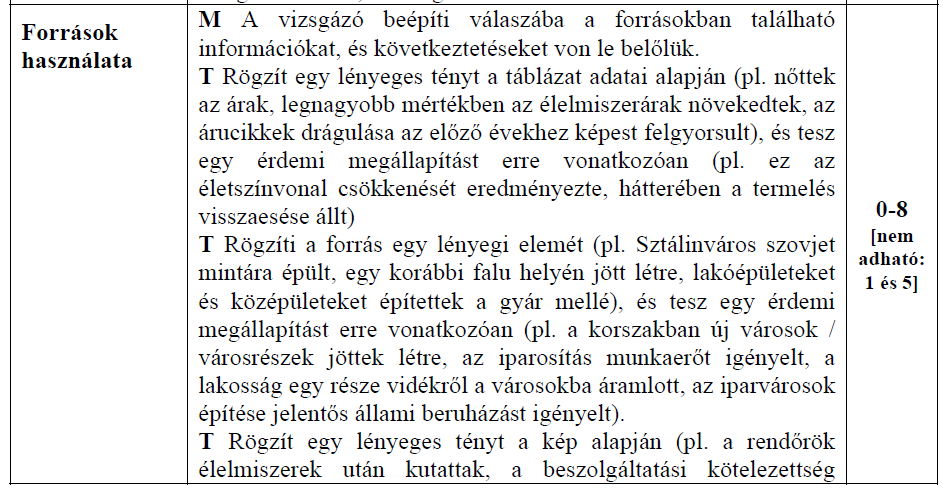 Források
használata
M A vizsgázó beépíti válaszába a forrásokban található
információkat, és következtetéseket von le belőlük.
T Rögzít egy lényeges tényt a táblázat adatai alapján (pl. nőttek
az árak, legnagyobb mértékben az élelmiszerárak növekedtek, az
árucikkek drágulása az előző évekhez képest felgyorsult), és tesz
egy érdemi megállapítást erre vonatkozóan (pl. ez az
életszínvonal csökkenését eredményezte, hátterében a termelés
visszaesése állt)
T Rögzíti a forrás egy lényegi elemét (pl. Sztálinváros szovjet
mintára épült, egy korábbi falu helyén jött létre, lakóépületeket
és középületeket építettek a gyár mellé), és tesz egy érdemi
megállapítást erre vonatkozóan (pl. a korszakban új városok /
városrészek jöttek létre, az iparosítás munkaerőt igényelt, a
lakosság egy része vidékről a városokba áramlott, az iparvárosok
építése jelentős állami beruházást igényelt).
T Rögzít egy lényeges tényt a kép alapján (pl. a rendőrök
élelmiszerek után kutattak, a beszolgáltatási kötelezettség
0-8
[nem
adható:
1 és 5]